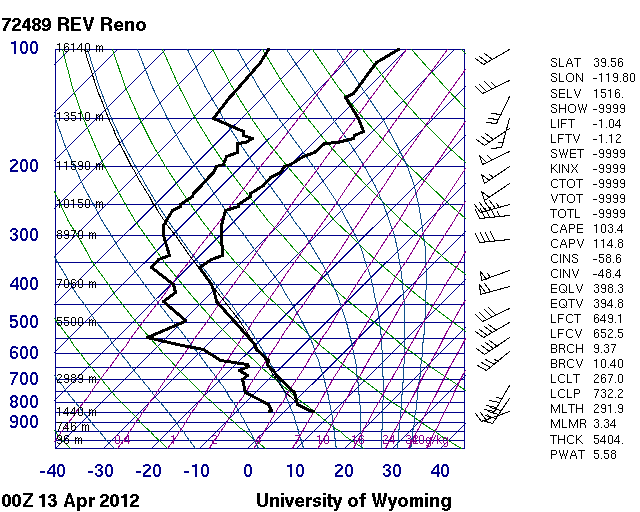 72489 REV Reno
100
16140 m
13510 m
200
11590 m
10150 m
300
8970 m
400
7060 m
500
5500 m
600
700
2989 m
800
1440 m
900
746 m
96 m
0.4 1 2 4 7 10 16 24 32 40g/kg
-40 -30 -20 -10 0 10 20 30 40
00Z 13 Apr 2012
University of Wyoming
SLAT 39.56
SLON -119.80
SELV 1516.
SHOW -9999
LIFT -1.04
LFTV -1.12
SWET -9999
KINX -9999
CTOT -9999
VTOT -9999
TOTL -9999
CAPE 103.4
CAPV 114.8
CINS -58.6
CINV -48.4
EQLV 398.3
EQTV 394.8
LFCT 649.1
LFCV 652.5
BRCH 9.37
BRCV 10.40
LCLT 267.0
LCLP 732.2
MLTH 291.9
MLMR 3.34
THCK 5404.
PWAT 5.58